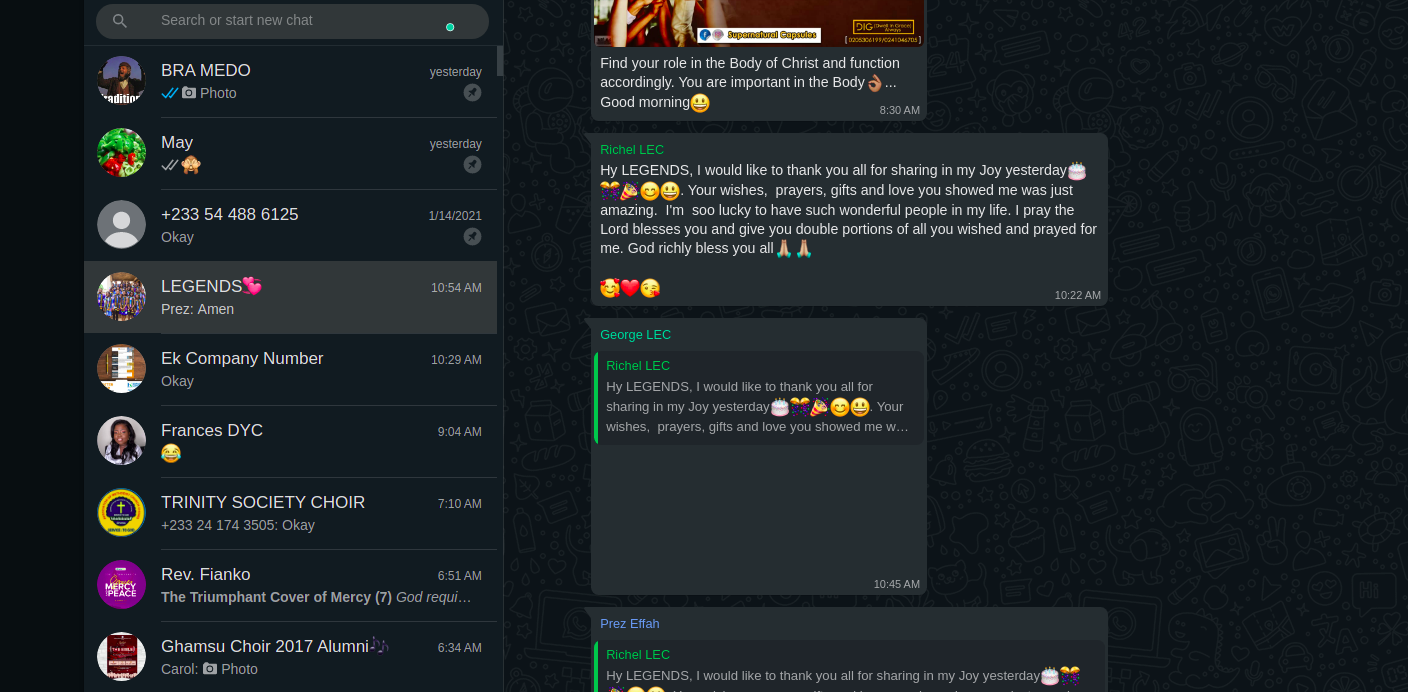 Search or start new chat
BRA MEDO
yesterday
Photo
May
yesterday
+233 54 488 6125
1/14/2021
Okay
LEGENDS💞
10:54 AM
Prez: Amen
Ek Company Number
10:29 AM
Okay
Frances DYC
9:04 AM
😂
TRINITY SOCIETY CHOIR
7:10 AM
+233 24 174 3505: Okay
Rev. Fianko
6:51 AM
The Triumphant Cover of Mercy (7) God requi…
Ghamsu Choir 2017 Alumni🎶
6:34 AM
Carol: Photo
Supernatural Capsules
DIG
[ 0205306199/0241046705 ]
Find your role in the Body of Christ and function
accordingly. You are important in the Body👌🏾...
Good morning😃
8:30 AM
Richel LEC
Hy LEGENDS, I would like to thank you all for sharing in my Joy yesterday🎂
🎊🎉😊😃. Your wishes,  prayers, gifts and love you showed me was just
amazing.  I'm  soo lucky to have such wonderful people in my life. I pray the
Lord blesses you and give you double portions of all you wished and prayed for
me. God richly bless you all🙏🏼🙏🏼
🥰❤️😘
10:22 AM
George LEC
Richel LEC
Hy LEGENDS, I would like to thank you all for
sharing in my Joy yesterday🎂🎊🎉😊😃. Your
wishes,  prayers, gifts and love you showed me w…
10:45 AM
Prez Effah
Richel LEC
Hy LEGENDS, I would like to thank you all for sharing in my Joy yesterday🎂🎊